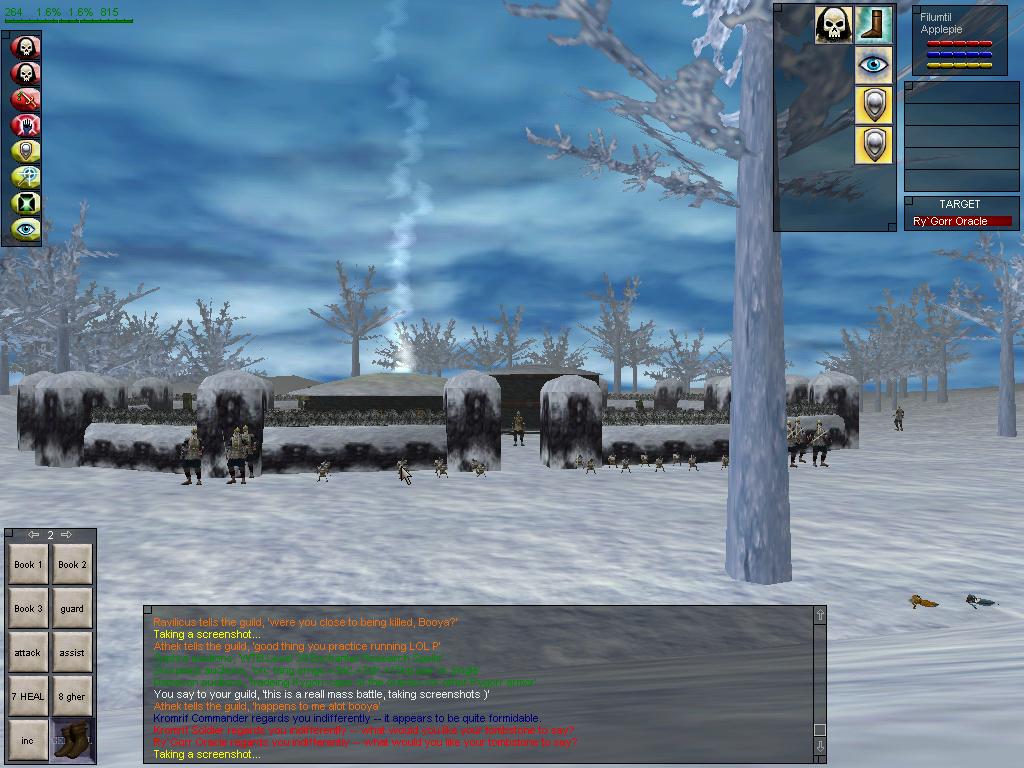 264 1.6% 1.6% 815
Filumtil
Applepie
TARGET
Ry`Gorr Oracle
2
Book 1
Book 2
Book 3
guard
attack
assist
7 HEAL
8 gher
inc
Ravilicus tells the guild, 'were you close to being killed, Booya?'
Taking a screenshot...
Athek tells the guild, 'good thing you practice running LOL P'
You say to your guild, 'this is a reall mass battle, taking screenshots )'
Athek tells the guild, 'happens to me alot booya'
Kromrif Commander regards you indifferently -- it appears to be quite formidable.
Kromrif Soldier regards you indifferently -- what would you like your tombstone to say?
Ry`Gorr Oracle regards you indifferently -- what would you like your tombstone to say?
Taking a screenshot...